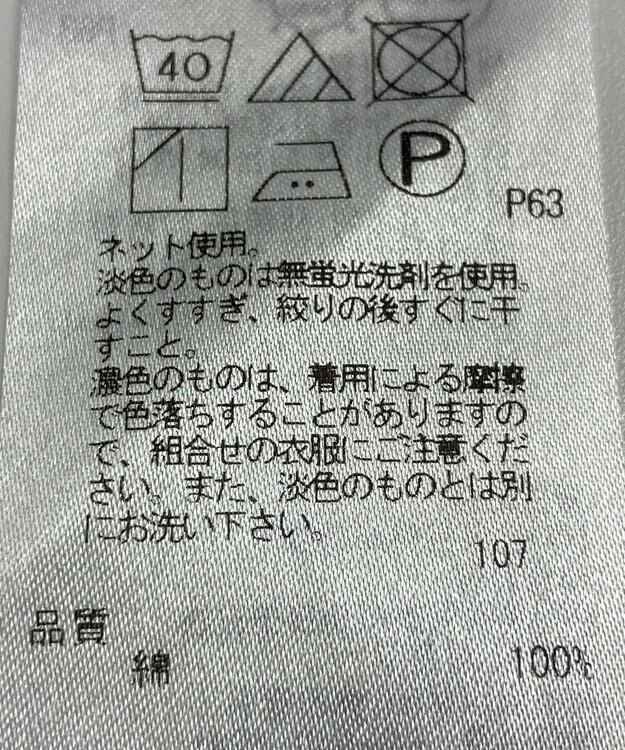 40
P
P63
ネット使用。
淡色のものは無蛍光洗剤を使用。
よくすすぎ、絞りの後すぐに干
すこと。
濃色のものは、着用による摩擦
で色落ちすることがありますの
で、組合せの衣服にご注意くだ
さい。また、淡色のものとは別
にお洗い下さい。
107
品質
綿 100%